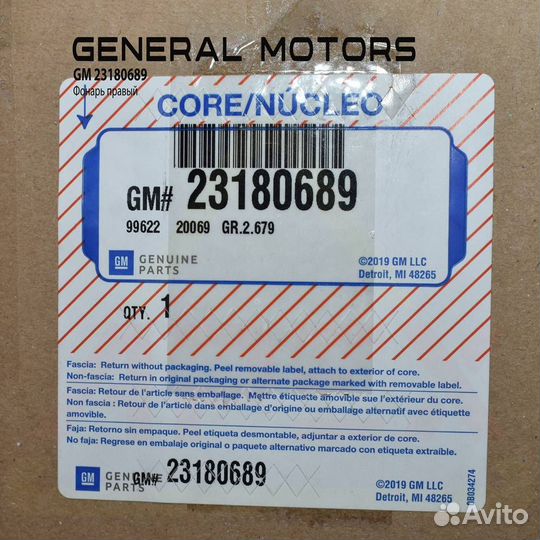 GENERAL MOTORS
GM 23180689
Фонарь правый
CORE/NÚCLEO
GM# 23180689
99622 20069 GR.2.679
GM GENUINE PARTS
©2019 GM LLC
Detroit, MI 48265
QTY. 1
Fascia: Return without packaging. Peel removable label, attach to exterior of core.
Non-fascia: Return in original packaging or alternate package marked with removable label.
Fascia: Retour de l'article sans emballage. Mettre étiquette amovible sue l'extérieur du core.
Non fascia: Retour de l'article dans emballage d'origine ou emballage alternatif avec étiquette
amovible.
Faja: Retorno sin empaque. Peel etiqueta desmontable, adjuntar a exterior de core.
No faja: Regrese en embalaje original o paquete alternativo marcado con etiqueta extraíble.
GM GENUINE PARTS
GM# 23180689
©2019 GM LLC
Detroit, MI 48265
DB034274
Avito